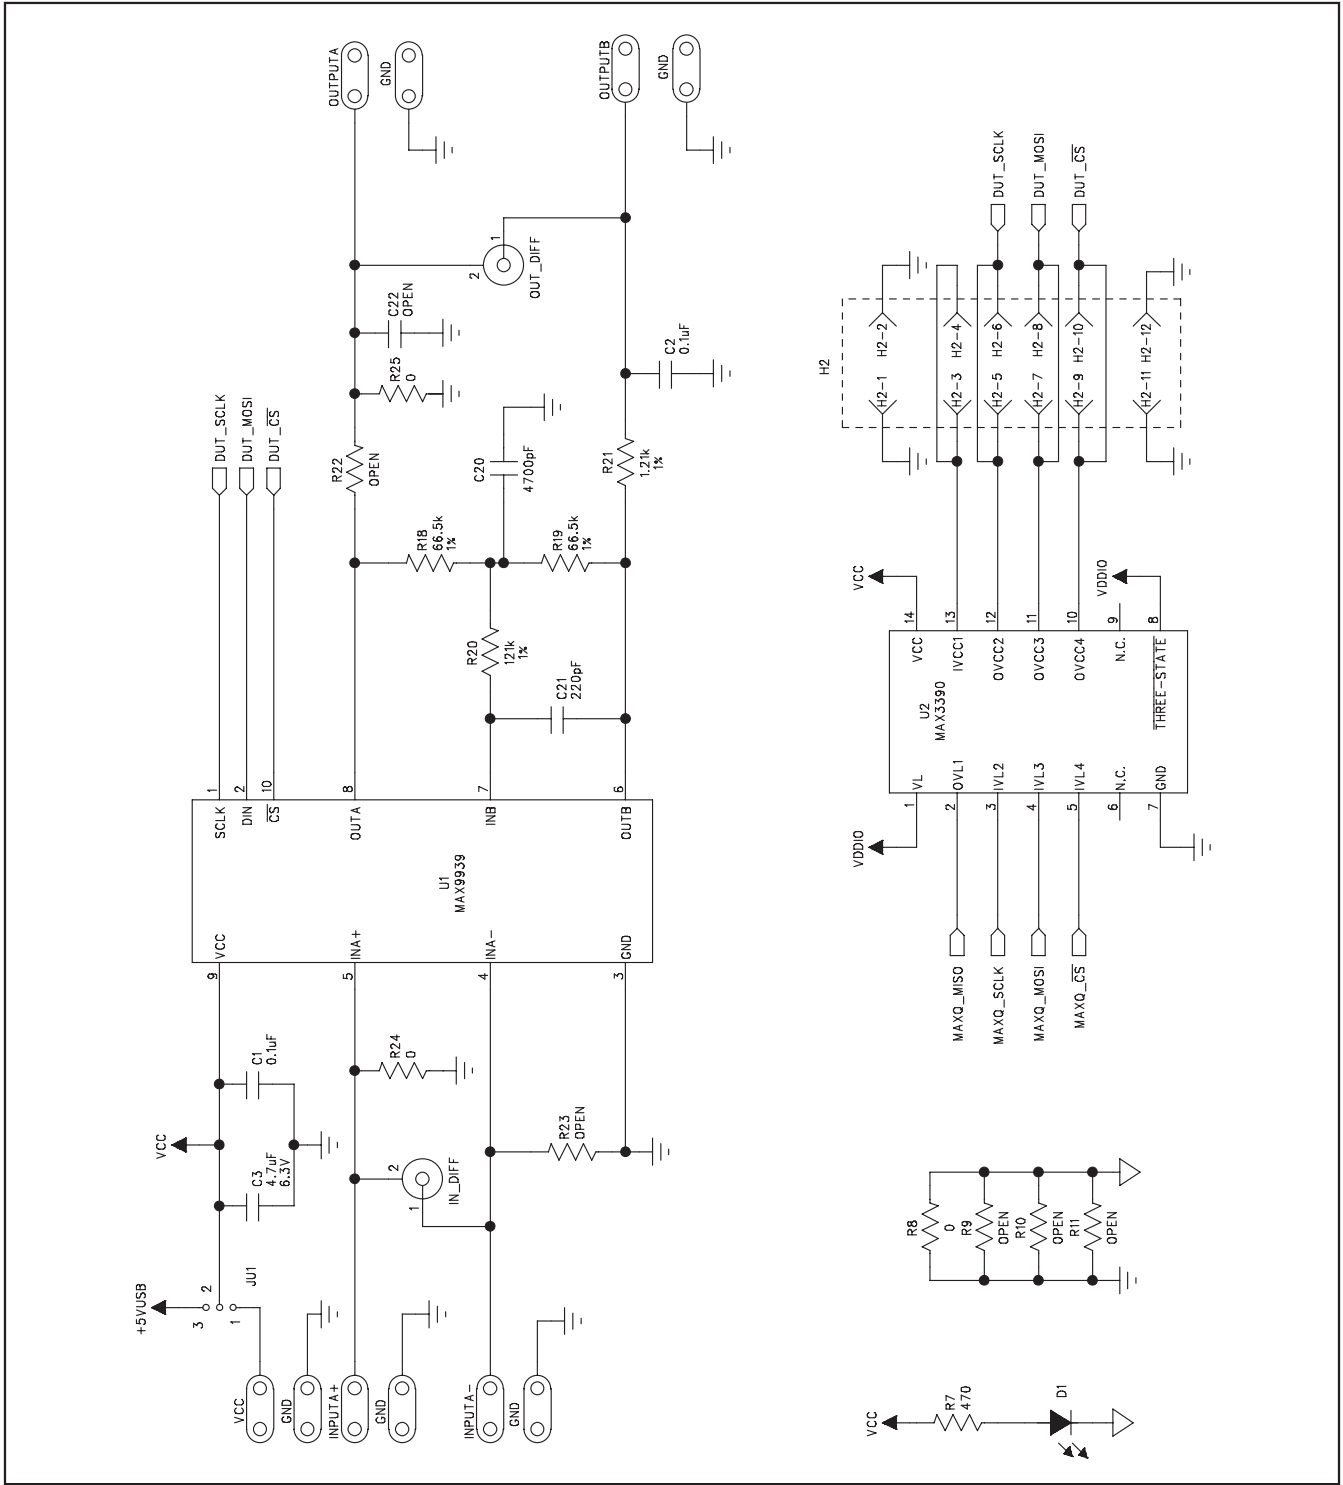 OUTPUTA
GND
OUTPUTB
GND
1
2
OUT_DIFF
C22
OPEN
R25
0
C2
0.1uF
DUT_SCLK
DUT_MOSI
DUT_CS
R22
OPEN
C20
4700pF
R21
1.21k
1%
R18
66.5k
1%
R19
66.5k
1%
R20
121k
1%
C21
220pF
1
2
10
8
7
6
SCLK
DIN
CS
OUTA
INB
OUTB
U1
MAX9939
VCC
INA+
INA-
GND
9
5
4
3
VCC
C1
0.1uF
C3
4.7uF
6.3V
R24
0
R23
OPEN
2
1
IN_DIFF
+5VUSB
3
2
1
JU1
VCC
GND
INPUTA+
GND
INPUTA-
GND
DUT_SCLK
DUT_MOSI
DUT_CS
H2
H2-2
H2-4
H2-6
H2-8
H2-10
H2-12
H2-1
H2-3
H2-5
H2-7
H2-9
H2-11
VCC
VDDIO
14
13
12
11
10
9
8
VCC
IVCC1
OVCC2
OVCC3
OVCC4
N.C.
THREE-STATE
U2
MAX3390
VL
OVL1
IVL2
IVL3
IVL4
N.C.
GND
1
2
3
4
5
6
7
VDDIO
MAXQ_MISO
MAXQ_SCLK
MAXQ_MOSI
MAXQ_CS
R8
0
R9
OPEN
R10
OPEN
R11
OPEN
VCC
R7
470
D1